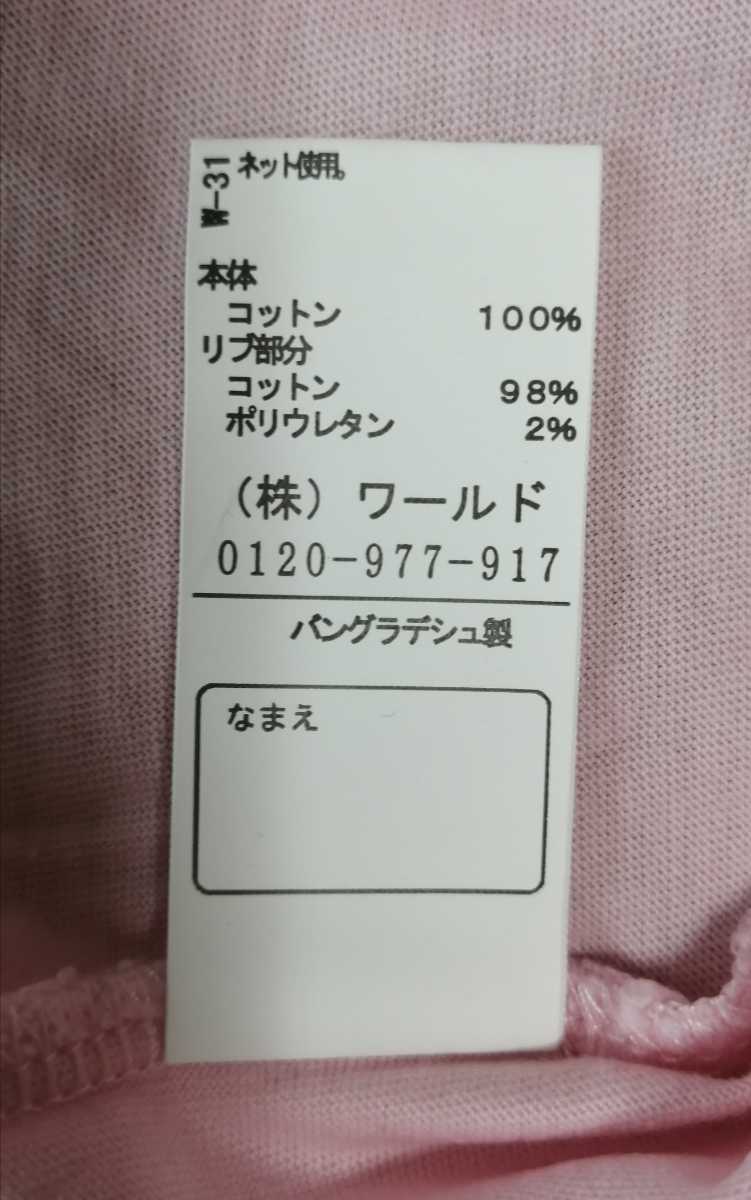 W-31
ネット使用。
本体
コットン 100%
リブ部分
コットン 98%
ポリウレタン 2%
(株)ワールド
0120-977-917
バングラデシュ製
なまえ